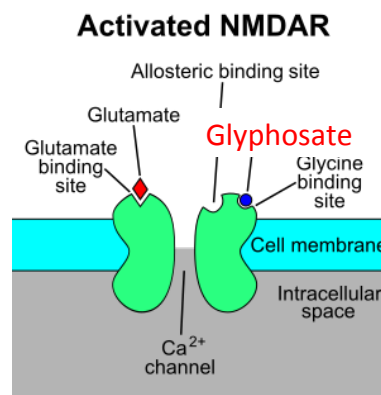 Activated NMDAR
Allosteric binding site
Glutamate
Glyphosate
Glutamate
binding
site
Glycine
binding
site
Cell membrane
Intracellular
space
Ca²⁺
channel